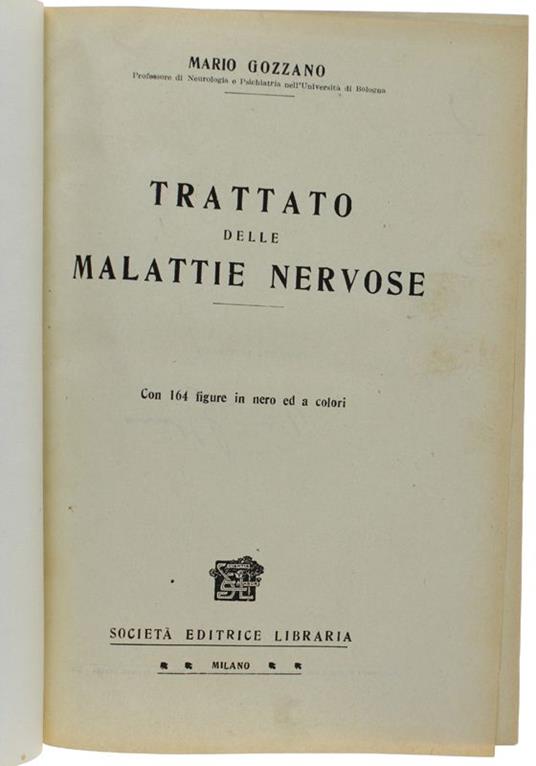 MARIO GOZZANO
Professore di Neurologia e Psichiatria nell'Università di Bologna
TRATTATO
DELLE
MALATTIE NERVOSE
Con 164 figure in nero ed a colori
SOCIETÀ EDITRICE LIBRARIA
MILANO